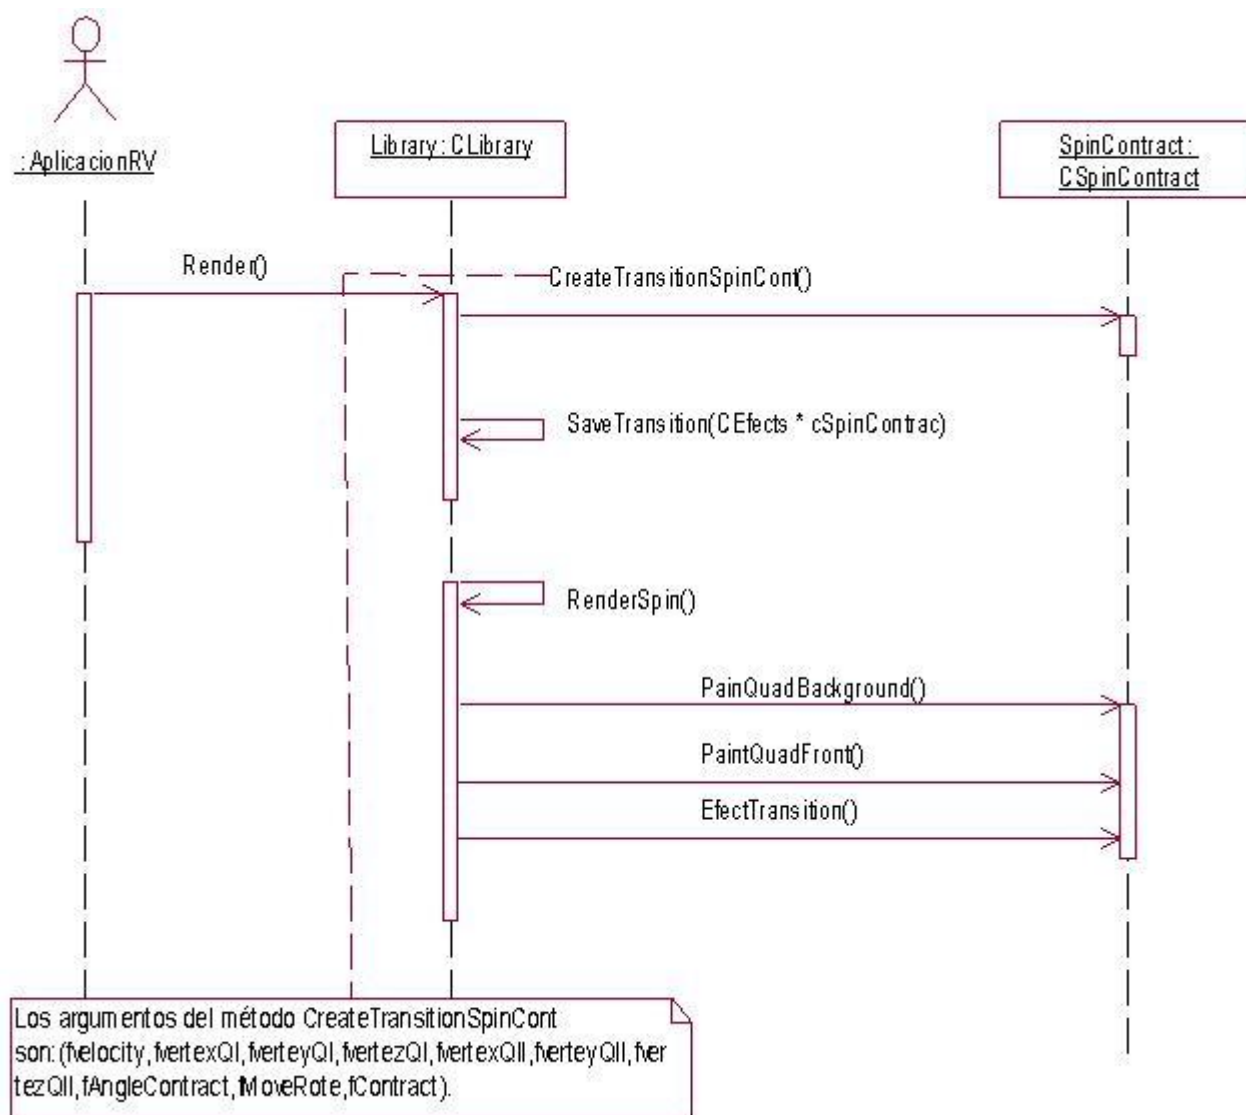 : AplicacionRV
Library : CLibrary
SpinContract :
CSpinContract
Render()
CreateTransitionSpinCont()
SaveTransition(CEfects * cSpinContrac)
RenderSpin()
PainQuadBackground()
PaintQuadFront()
EfectTransition()
Los argumentos del método CreateTransitionSpinCont
son:(fvelocity,fvertexQI,fverteyQI,fvertezQI,fvertexQII,fverteyQII,fver
tezQII,fAngleContract,fMoveRote,fContract).